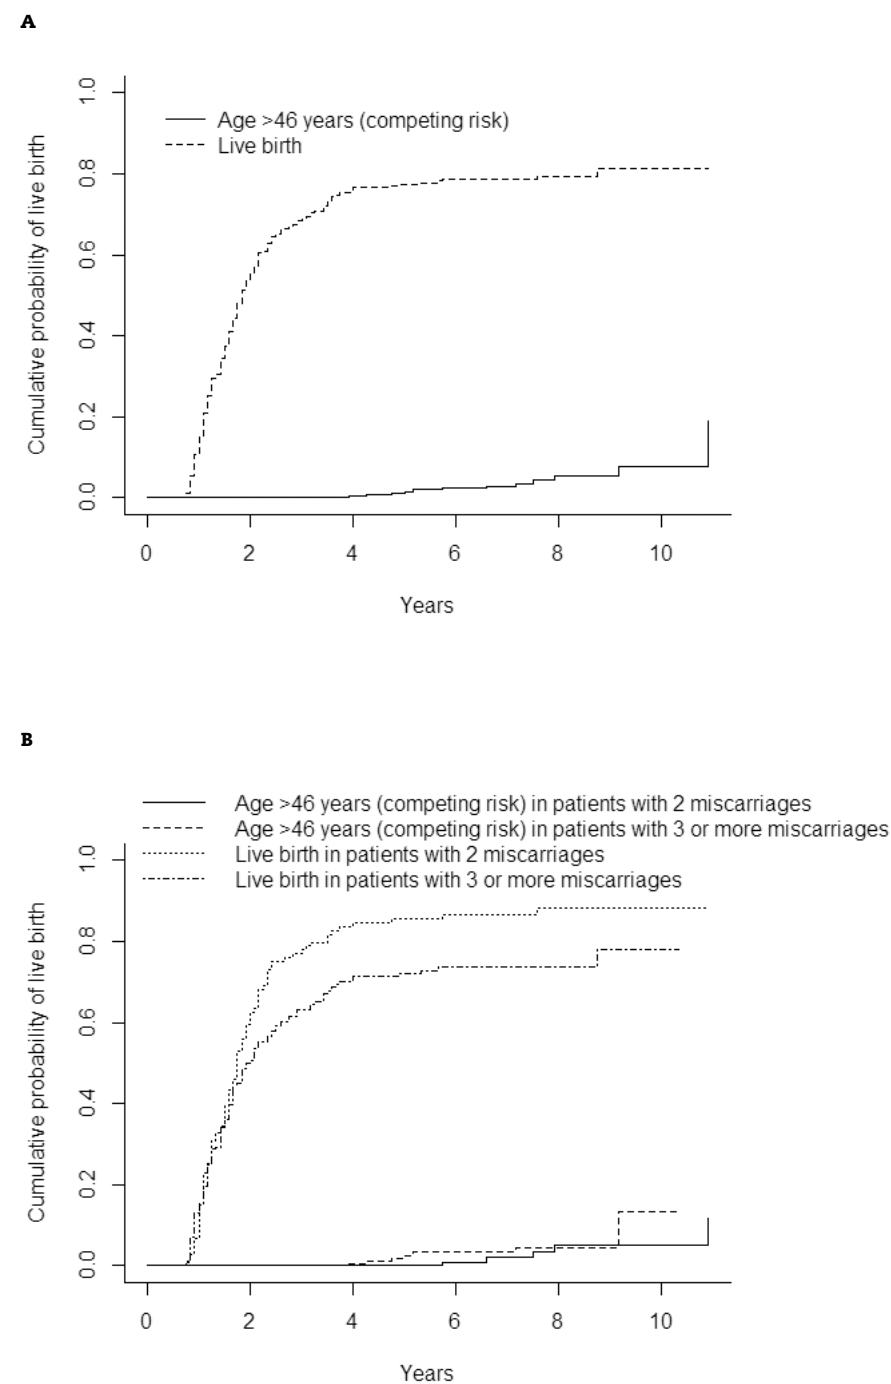 A
Age >46 years (competing risk)
Live birth
Cumulative probability of live birth
1.0
0.8
0.6
0.4
0.2
0.0
0 2 4 6 8 10
Years
B
Age >46 years (competing risk) in patients with 2 miscarriages
Age >46 years (competing risk) in patients with 3 or more miscarriages
Live birth in patients with 2 miscarriages
Live birth in patients with 3 or more miscarriages
Cumulative probability of live birth
1.0
0.8
0.6
0.4
0.2
0.0
0 2 4 6 8 10
Years